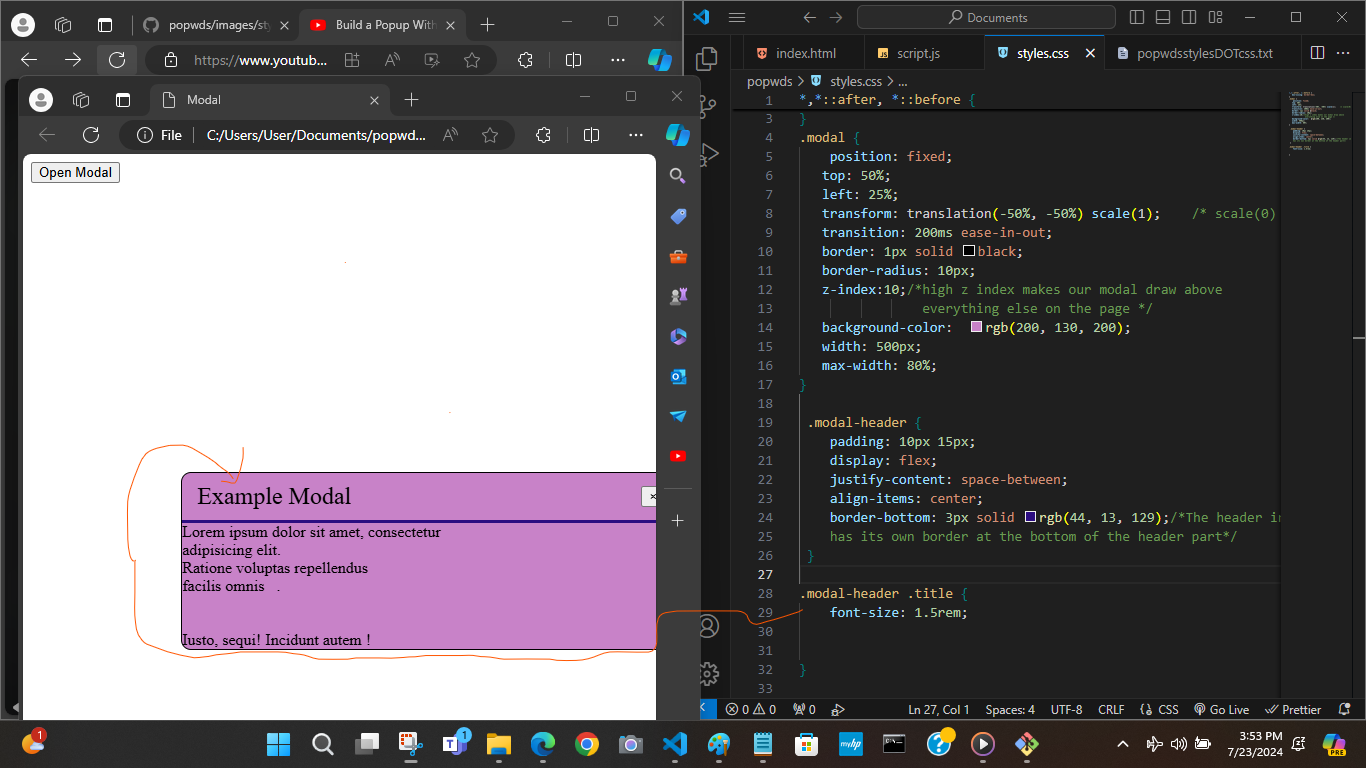 popwds/images/sty
Build a Popup With
https://www.youtub...
Modal
File
C:/Users/User/Documents/popwd...
Open Modal
Example Modal
×
Lorem ipsum dolor sit amet, consectetur
adipisicing elit.
Ratione voluptas repellendus
facilis omnis .
Iusto, sequi! Incidunt autem !
Documents
index.html
script.js
styles.css
popwdsstylesDOTcss.txt
popwds > styles.css > ...
1 *,*::after, *::before {
3 }
4 .modal {
5 position: fixed;
6 top: 50%;
7 left: 25%;
8 transform: translation(-50%, -50%) scale(1); /* scale(0)
9 transition: 200ms ease-in-out;
10 border: 1px solid black;
11 border-radius: 10px;
12 z-index:10;/*high z index makes our modal draw above
13 everything else on the page */
14 background-color: rgb(200, 130, 200);
15 width: 500px;
16 max-width: 80%;
17 }
18
19 .modal-header {
20 padding: 10px 15px;
21 display: flex;
22 justify-content: space-between;
23 align-items: center;
24 border-bottom: 3px solid rgb(44, 13, 129);/*The header in
25 has its own border at the bottom of the header part*/
26 }
27
28 .modal-header .title {
29 font-size: 1.5rem;
30
31
32 }
33
0 0 0 Ln 27, Col 1 Spaces: 4 UTF-8 CRLF {} CSS Go Live Prettier
1
1
myhp
3:53 PM
7/23/2024
PRE